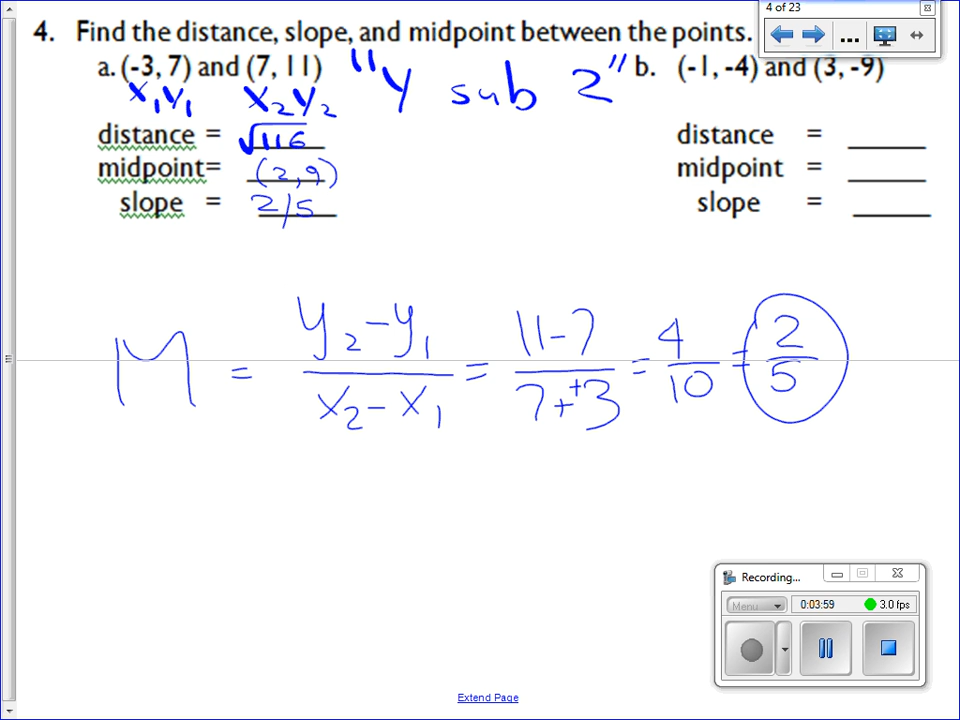 4 of 23
4. Find the distance, slope, and midpoint between the points.
a. (-3, 7) and (7, 11) "y sub 2" b. (-1, -4) and (3, -9)
x1 y1 x2 y2
distance = √116 distance = ______
midpoint= (2,9) midpoint = ______
slope = 2/5 slope = ______
M = y2-y1 / x2-x1 = 11-7 / 7++3 = 4/10 = 2/5
Recording...
Menu 0:03:59 3.0 fps
Extend Page